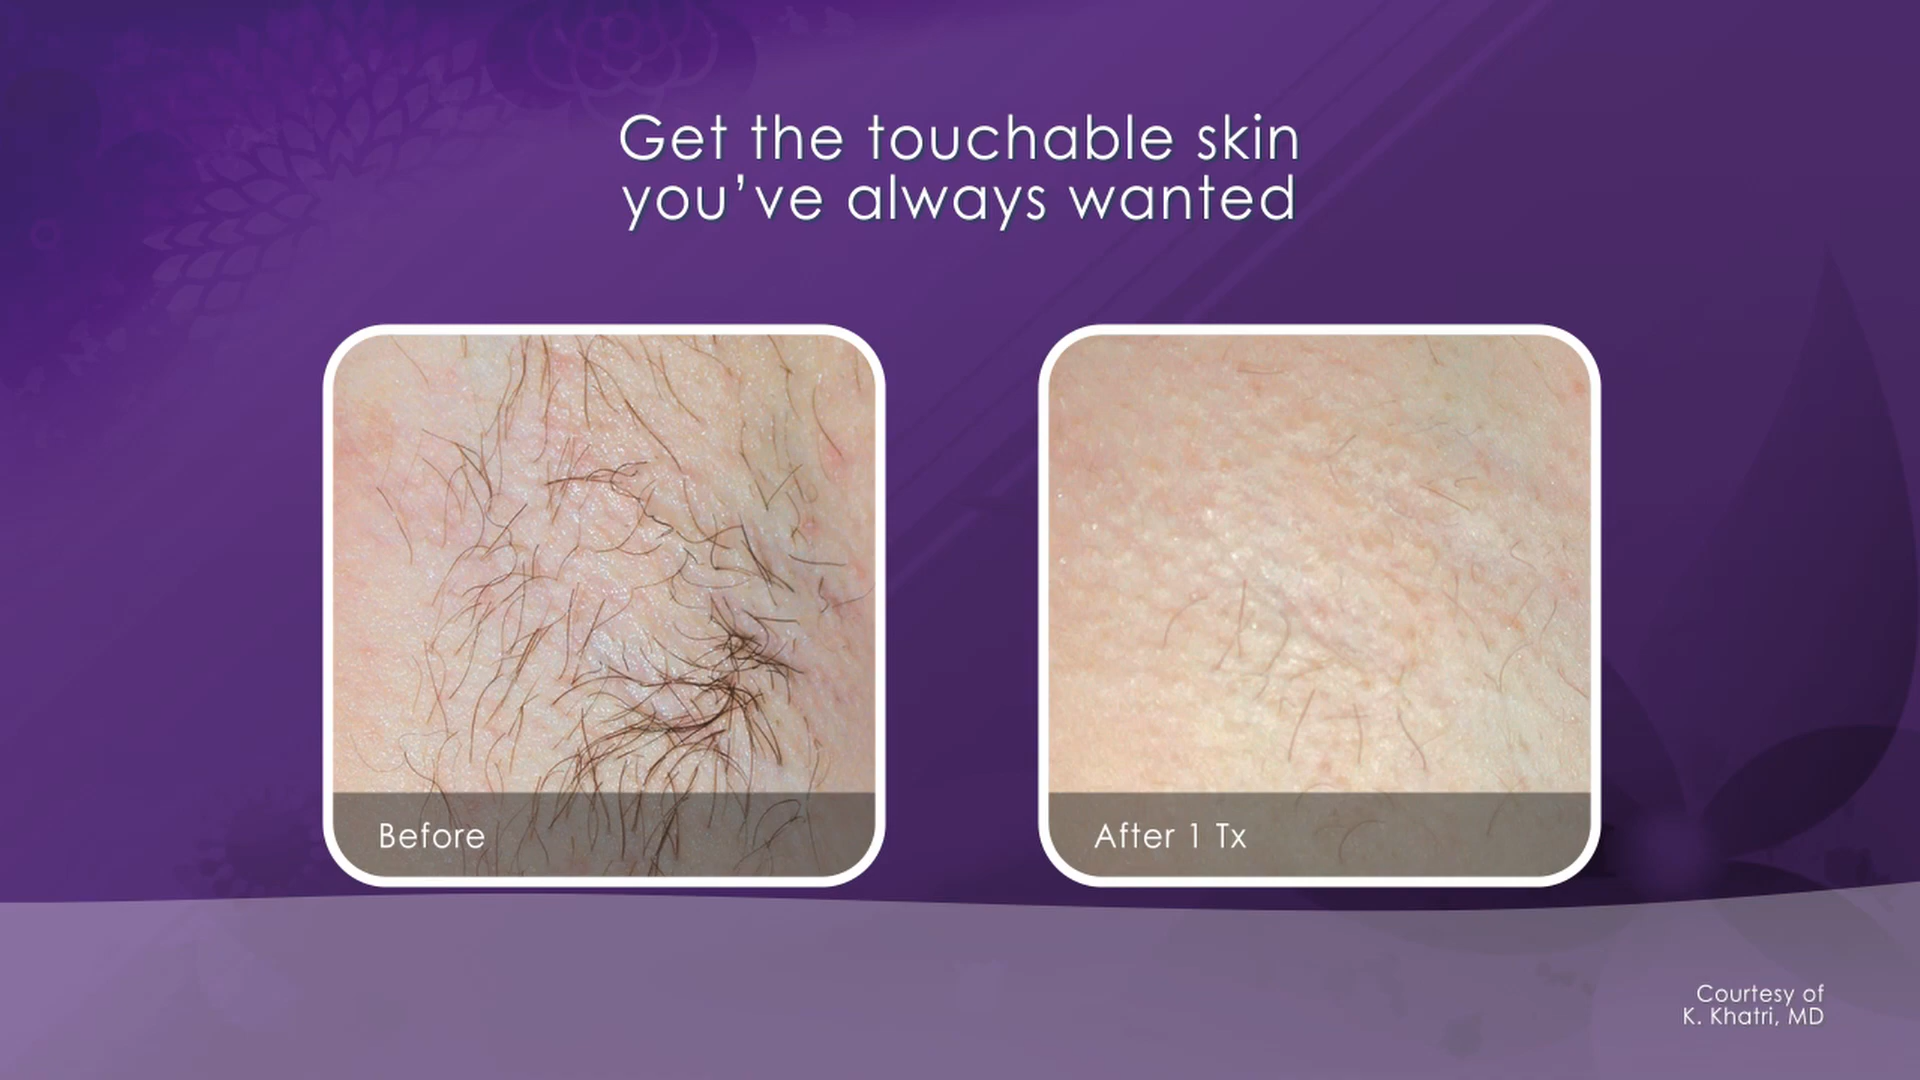 Get the touchable skin
you’ve always wanted
Before
After 1 Tx
Courtesy of
K. Khatri, MD